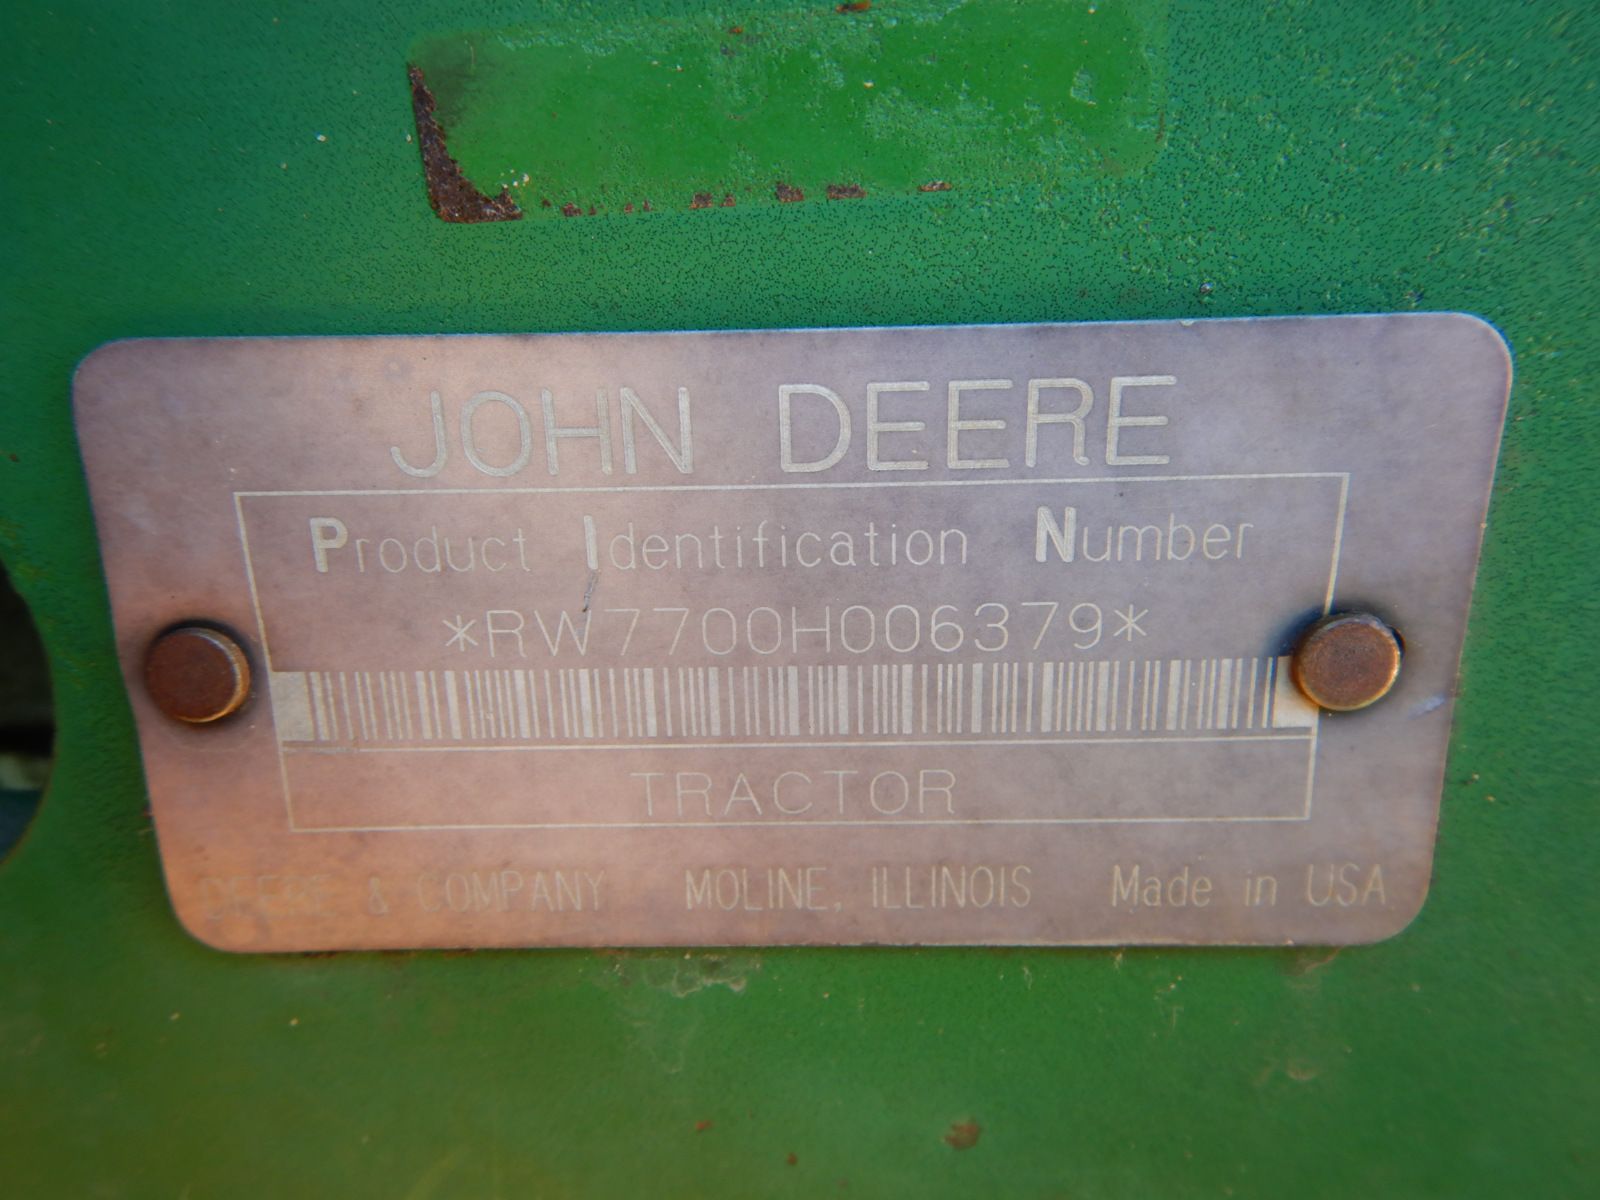 JOHN DEERE
Product Identification Number
*RW7700H006379*
TRACTOR
DEERE & COMPANY MOLINE, ILLINOIS Made in USA